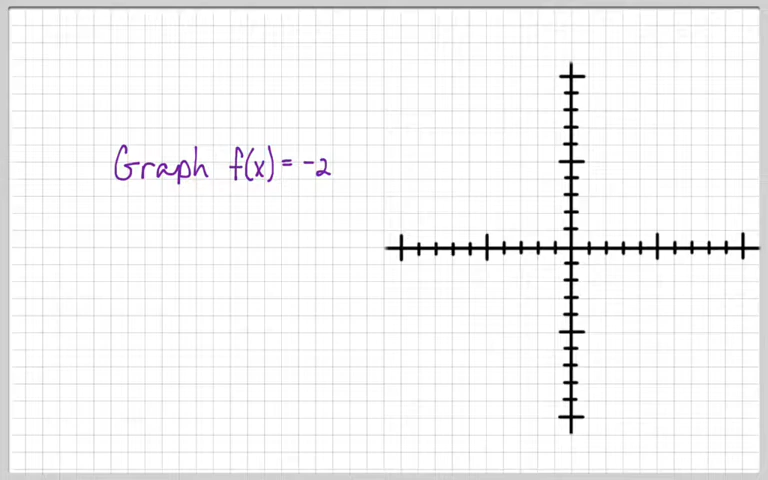 Graph f(x) = -2